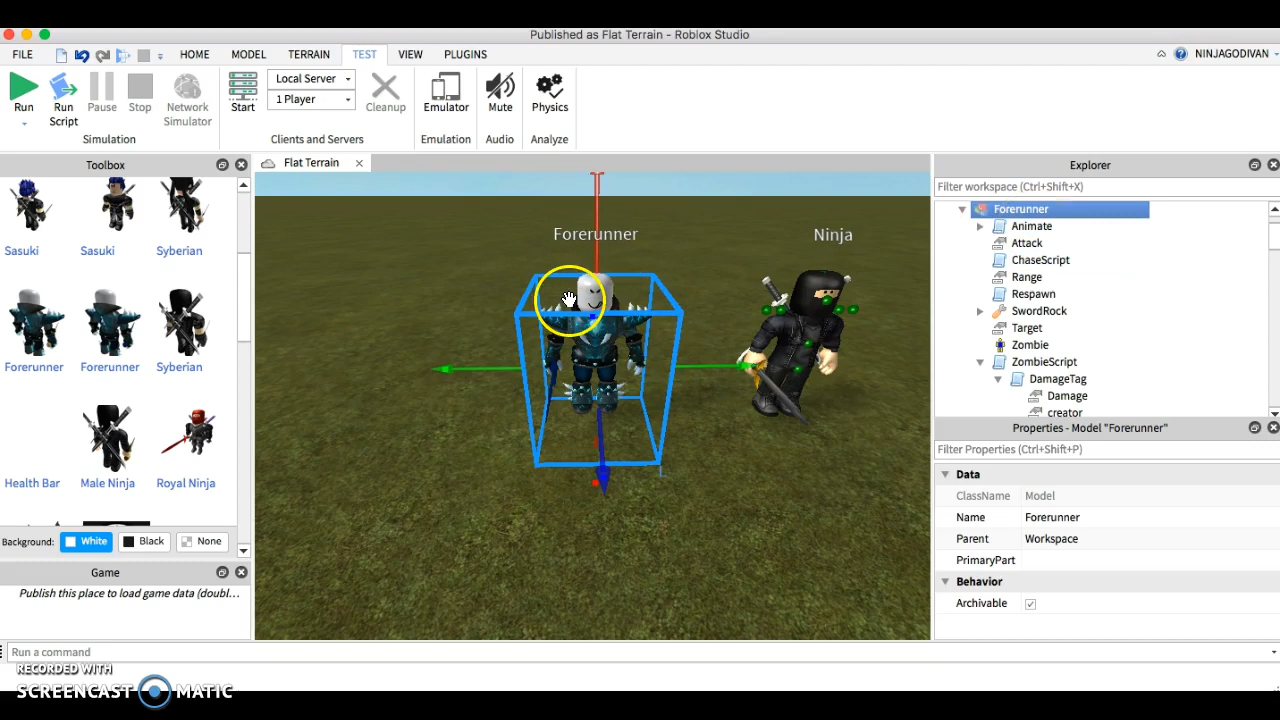 Published as Flat Terrain - Roblox Studio
FILE HOME MODEL TERRAIN TEST VIEW PLUGINS NINJAGODIVAN
Run Run Script Pause Stop Network Simulator
Simulation
Start Local Server 1 Player Cleanup
Clients and Servers
Emulator
Emulation
Mute
Audio
Physics
Analyze
Toolbox
Sasuki Sasuki Syberian
Forerunner Forerunner Syberian
Health Bar Male Ninja Royal Ninja
Background: White Black None
Game
Publish this place to load game data (doubl...
Flat Terrain
Forerunner
Ninja
L
Explorer
Filter workspace (Ctrl+Shift+X)
Forerunner
Animate
Attack
ChaseScript
Range
Respawn
SwordRock
Target
Zombie
ZombieScript
DamageTag
Damage
creator
Properties - Model "Forerunner"
Filter Properties (Ctrl+Shift+P)
Data
ClassName Model
Name Forerunner
Parent Workspace
PrimaryPart
Behavior
Archivable
Run a command
RECORDED WITH
SCREENCAST MATIC